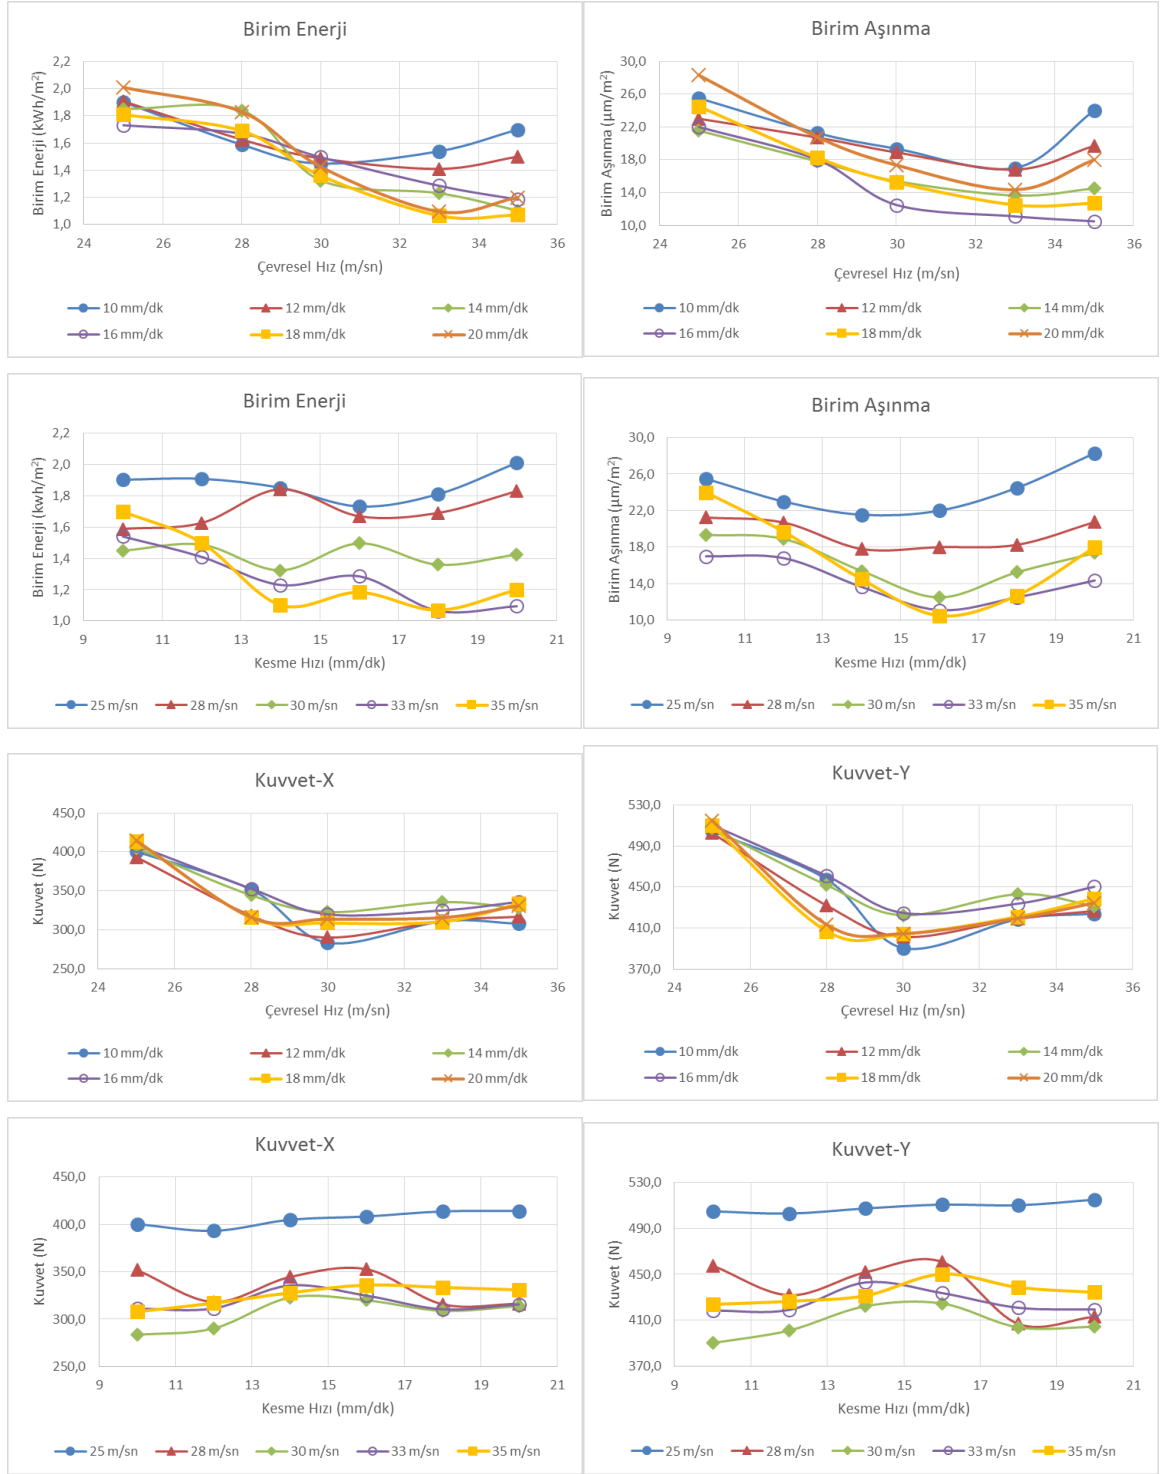 Birim Enerji
Birim Enerji (kWh/m²)
2,2
2,0
1,8
1,6
1,4
1,2
1,0
24 26 28 30 32 34 36
Çevresel Hız (m/sn)
10 mm/dk 12 mm/dk 14 mm/dk
16 mm/dk 18 mm/dk 20 mm/dk
Birim Aşınma
Birim Aşınma (µm/m²)
30,0
26,0
22,0
18,0
14,0
10,0
24 26 28 30 32 34 36
Çevresel Hız (m/sn)
10 mm/dk 12 mm/dk 14 mm/dk
16 mm/dk 18 mm/dk 20 mm/dk
Birim Enerji
Birim Enerji (kwh/m²)
2,2
2,0
1,8
1,6
1,4
1,2
1,0
9 11 13 15 17 19 21
Kesme Hızı (mm/dk)
25 m/sn 28 m/sn 30 m/sn 33 m/sn 35 m/sn
Birim Aşınma
Birim Aşınma (µm/m²)
30,0
26,0
22,0
18,0
14,0
10,0
9 11 13 15 17 19 21
Kesme Hızı (mm/dk)
25 m/sn 28 m/sn 30 m/sn 33 m/sn 35 m/sn
Kuvvet-X
Kuvvet (N)
450,0
400,0
350,0
300,0
250,0
24 26 28 30 32 34 36
Çevresel Hız (m/sn)
10 mm/dk 12 mm/dk 14 mm/dk
16 mm/dk 18 mm/dk 20 mm/dk
Kuvvet-Y
Kuvvet (N)
530,0
490,0
450,0
410,0
370,0
24 26 28 30 32 34 36
Çevresel Hız (m/sn)
10 mm/dk 12 mm/dk 14 mm/dk
16 mm/dk 18 mm/dk 20 mm/dk
Kuvvet-X
Kuvvet (N)
450,0
400,0
350,0
300,0
250,0
9 11 13 15 17 19 21
Kesme Hızı (mm/dk)
25 m/sn 28 m/sn 30 m/sn 33 m/sn 35 m/sn
Kuvvet-Y
Kuvvet (N)
530,0
490,0
450,0
410,0
370,0
9 11 13 15 17 19 21
Kesme Hızı (mm/dk)
25 m/sn 28 m/sn 30 m/sn 33 m/sn 35 m/sn